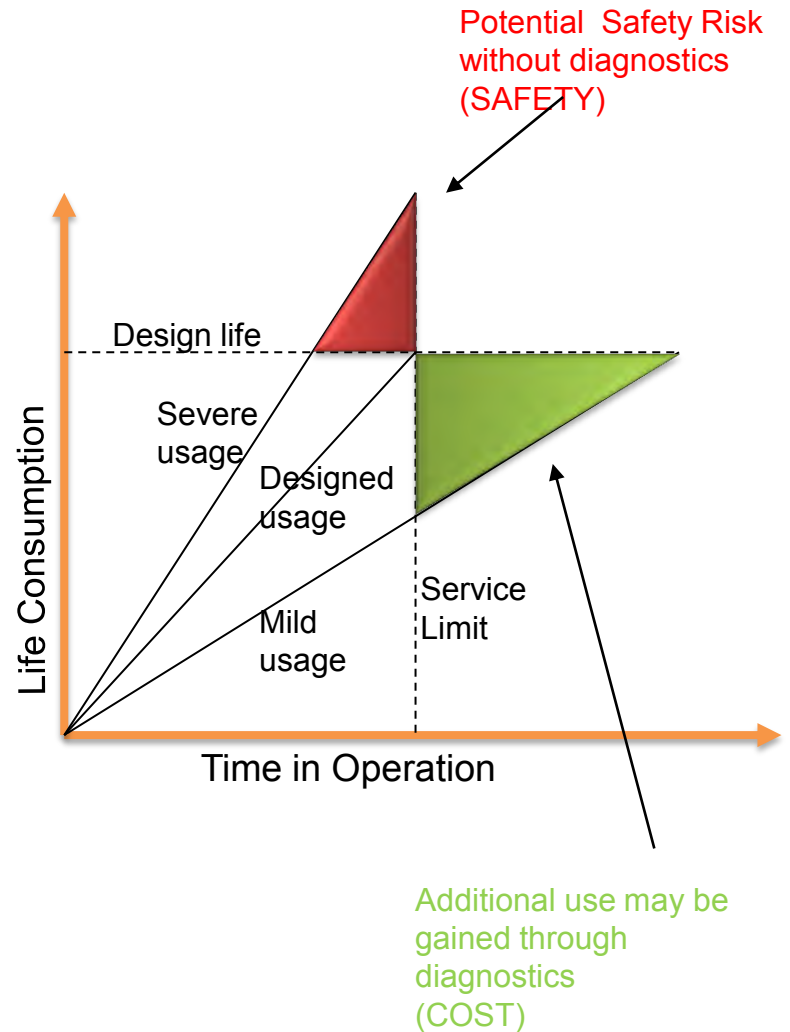 Potential  Safety Risk
without diagnostics
(SAFETY)
Design life
Severe
usage
Designed
usage
Mild
usage
Service
Limit
Life Consumption
Time in Operation
Additional use may be
gained through
diagnostics
(COST)